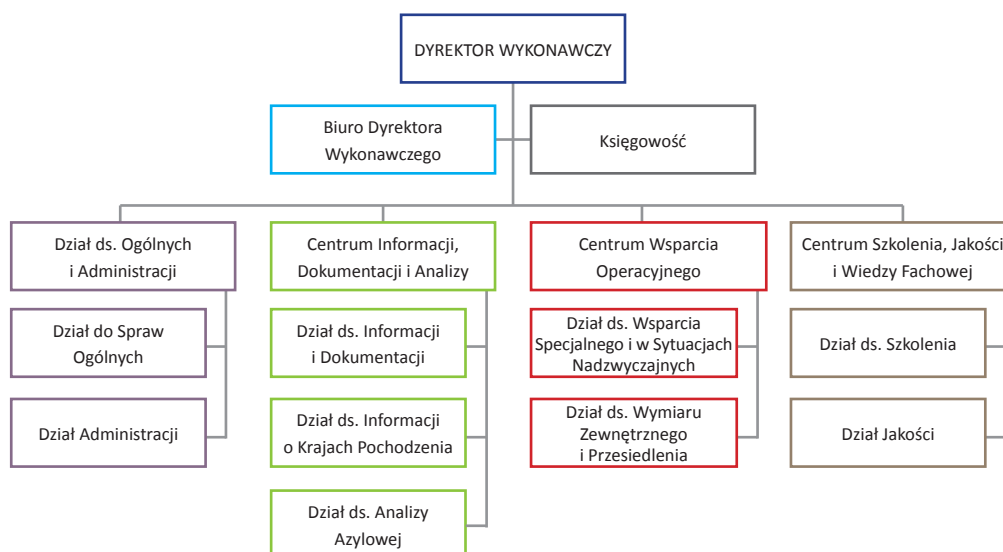 DYREKTOR WYKONAWCZY
Biuro Dyrektora
Wykonawczego
Księgowość
Dział ds. Ogólnych
i Administracji
Centrum Informacji,
Dokumentacji i Analizy
Centrum Wsparcia
Operacyjnego
Centrum Szkolenia, Jakości
i Wiedzy Fachowej
Dział do Spraw
Ogólnych
Dział ds. Informacji
i Dokumentacji
Dział ds. Wsparcia
Specjalnego i w Sytuacjach
Nadzwyczajnych
Dział ds. Szkolenia
Dział Administracji
Dział ds. Informacji
o Krajach Pochodzenia
Dział ds. Wymiaru
Zewnętrznego
i Przesiedlenia
Dział Jakości
Dział ds. Analizy
Azylowej